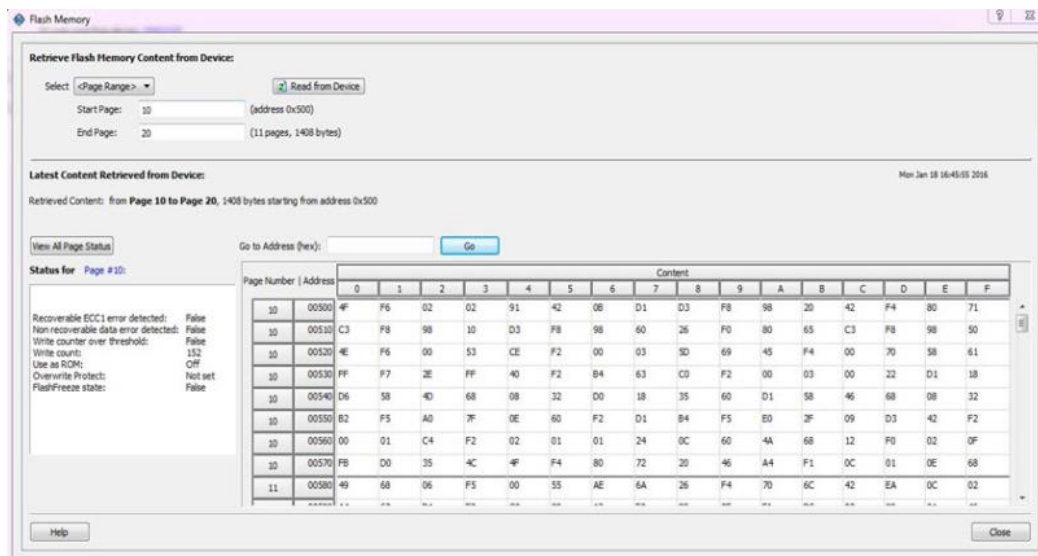 Flash Memory
Retrieve Flash Memory Content from Device:
Select <Page Range> Read from Device
Start Page: 10 (address 0x500)
End Page: 20 (11 pages, 1408 bytes)
Latest Content Retrieved from Device: Mon Jan 18 16:45:55 2016
Retrieved Content: from Page 10 to Page 20, 1408 bytes starting from address 0x500
View All Page Status Go to Address (hex): Go
Status for Page #10:
Recoverable ECC1 error detected: False
Non recoverable data error detected: False
Write counter over threshold: False
Write count: 152
Use as ROM: Off
Overwrite Protect: Not set
FlashFreeze state: False
Page Number | Address Content
0 1 2 3 4 5 6 7 8 9 A B C D E F
10 00500 4F F6 02 02 91 42 0B D1 D3 F8 98 20 42 F4 80 71
10 00510 C3 F8 98 10 D3 F8 98 60 26 F0 80 65 C3 F8 98 50
10 00520 4E F6 00 53 CE F2 00 03 5D 69 45 F4 00 70 58 61
10 00530 FF F7 2E FF 40 F2 B4 63 C0 F2 00 03 00 22 D1 18
10 00540 D6 58 4D 68 08 32 D0 18 35 60 D1 58 46 68 08 32
10 00550 B2 F5 A0 7F 0E 60 F2 D1 B4 F5 E0 2F 09 D3 42 F2
10 00560 00 01 C4 F2 02 01 01 24 0C 60 4A 68 12 F0 02 0F
10 00570 FB D0 35 4C 4F F4 80 72 20 46 A4 F1 0C 01 0E 68
11 00580 49 68 06 F5 00 55 AE 6A 26 F4 70 6C 42 EA 0C 02
Help Close